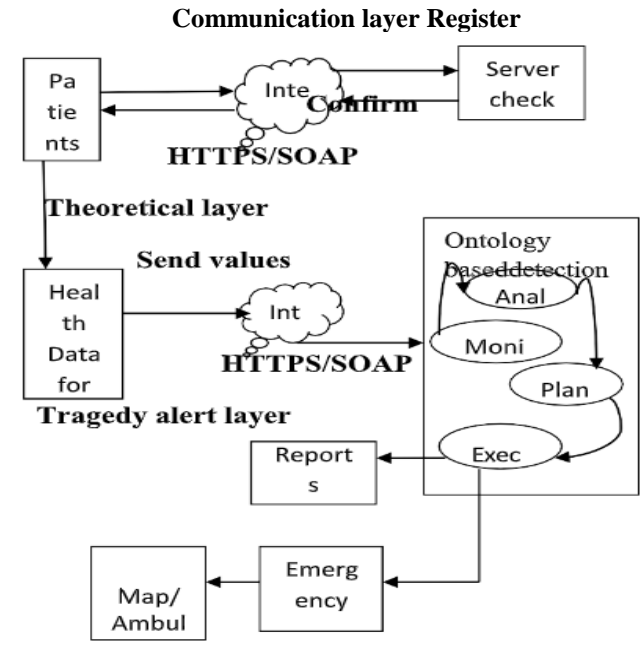 Communication layer Register
Pa
tie
nts
Inte
Confirm
Server
check
HTTPS/SOAP
Theoretical layer
Send values
Heal
th
Data
for
Int
HTTPS/SOAP
Ontology
baseddetection
Anal
Moni
Plan
Exec
Tragedy alert layer
Report
s
Emerg
ency
Map/
Ambul